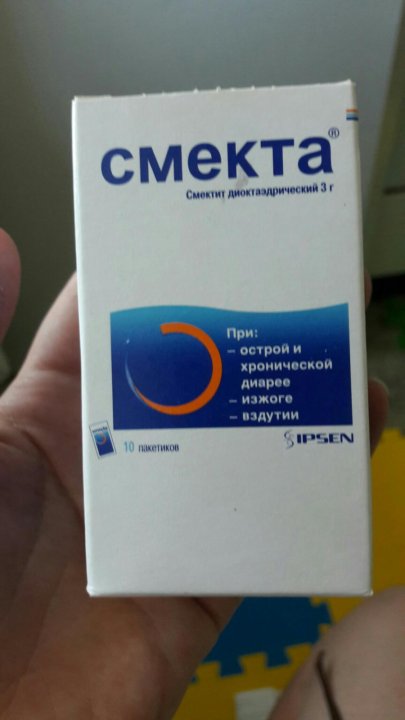 смекта®
Смектит диоктаэдрический 3 г
При:
– острой и
хронической
диарее
– изжоге
– вздутии
IPSEN
10 пакетиков